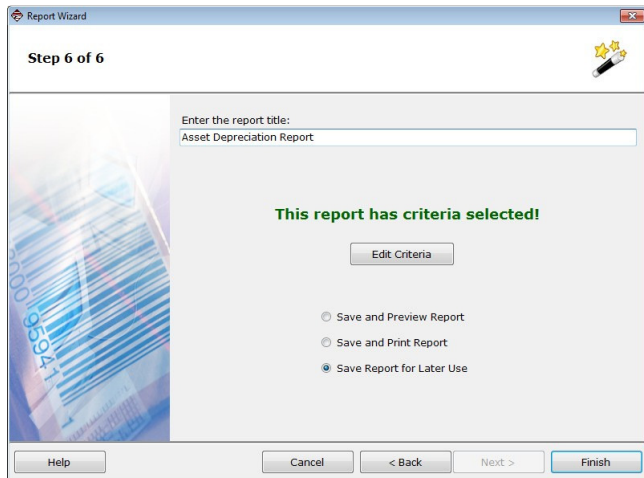 Report Wizard
Step 6 of 6
Enter the report title:
Asset Depreciation Report
This report has criteria selected!
Edit Criteria
Save and Preview Report
Save and Print Report
Save Report for Later Use
95941
Help Cancel < Back Next > Finish